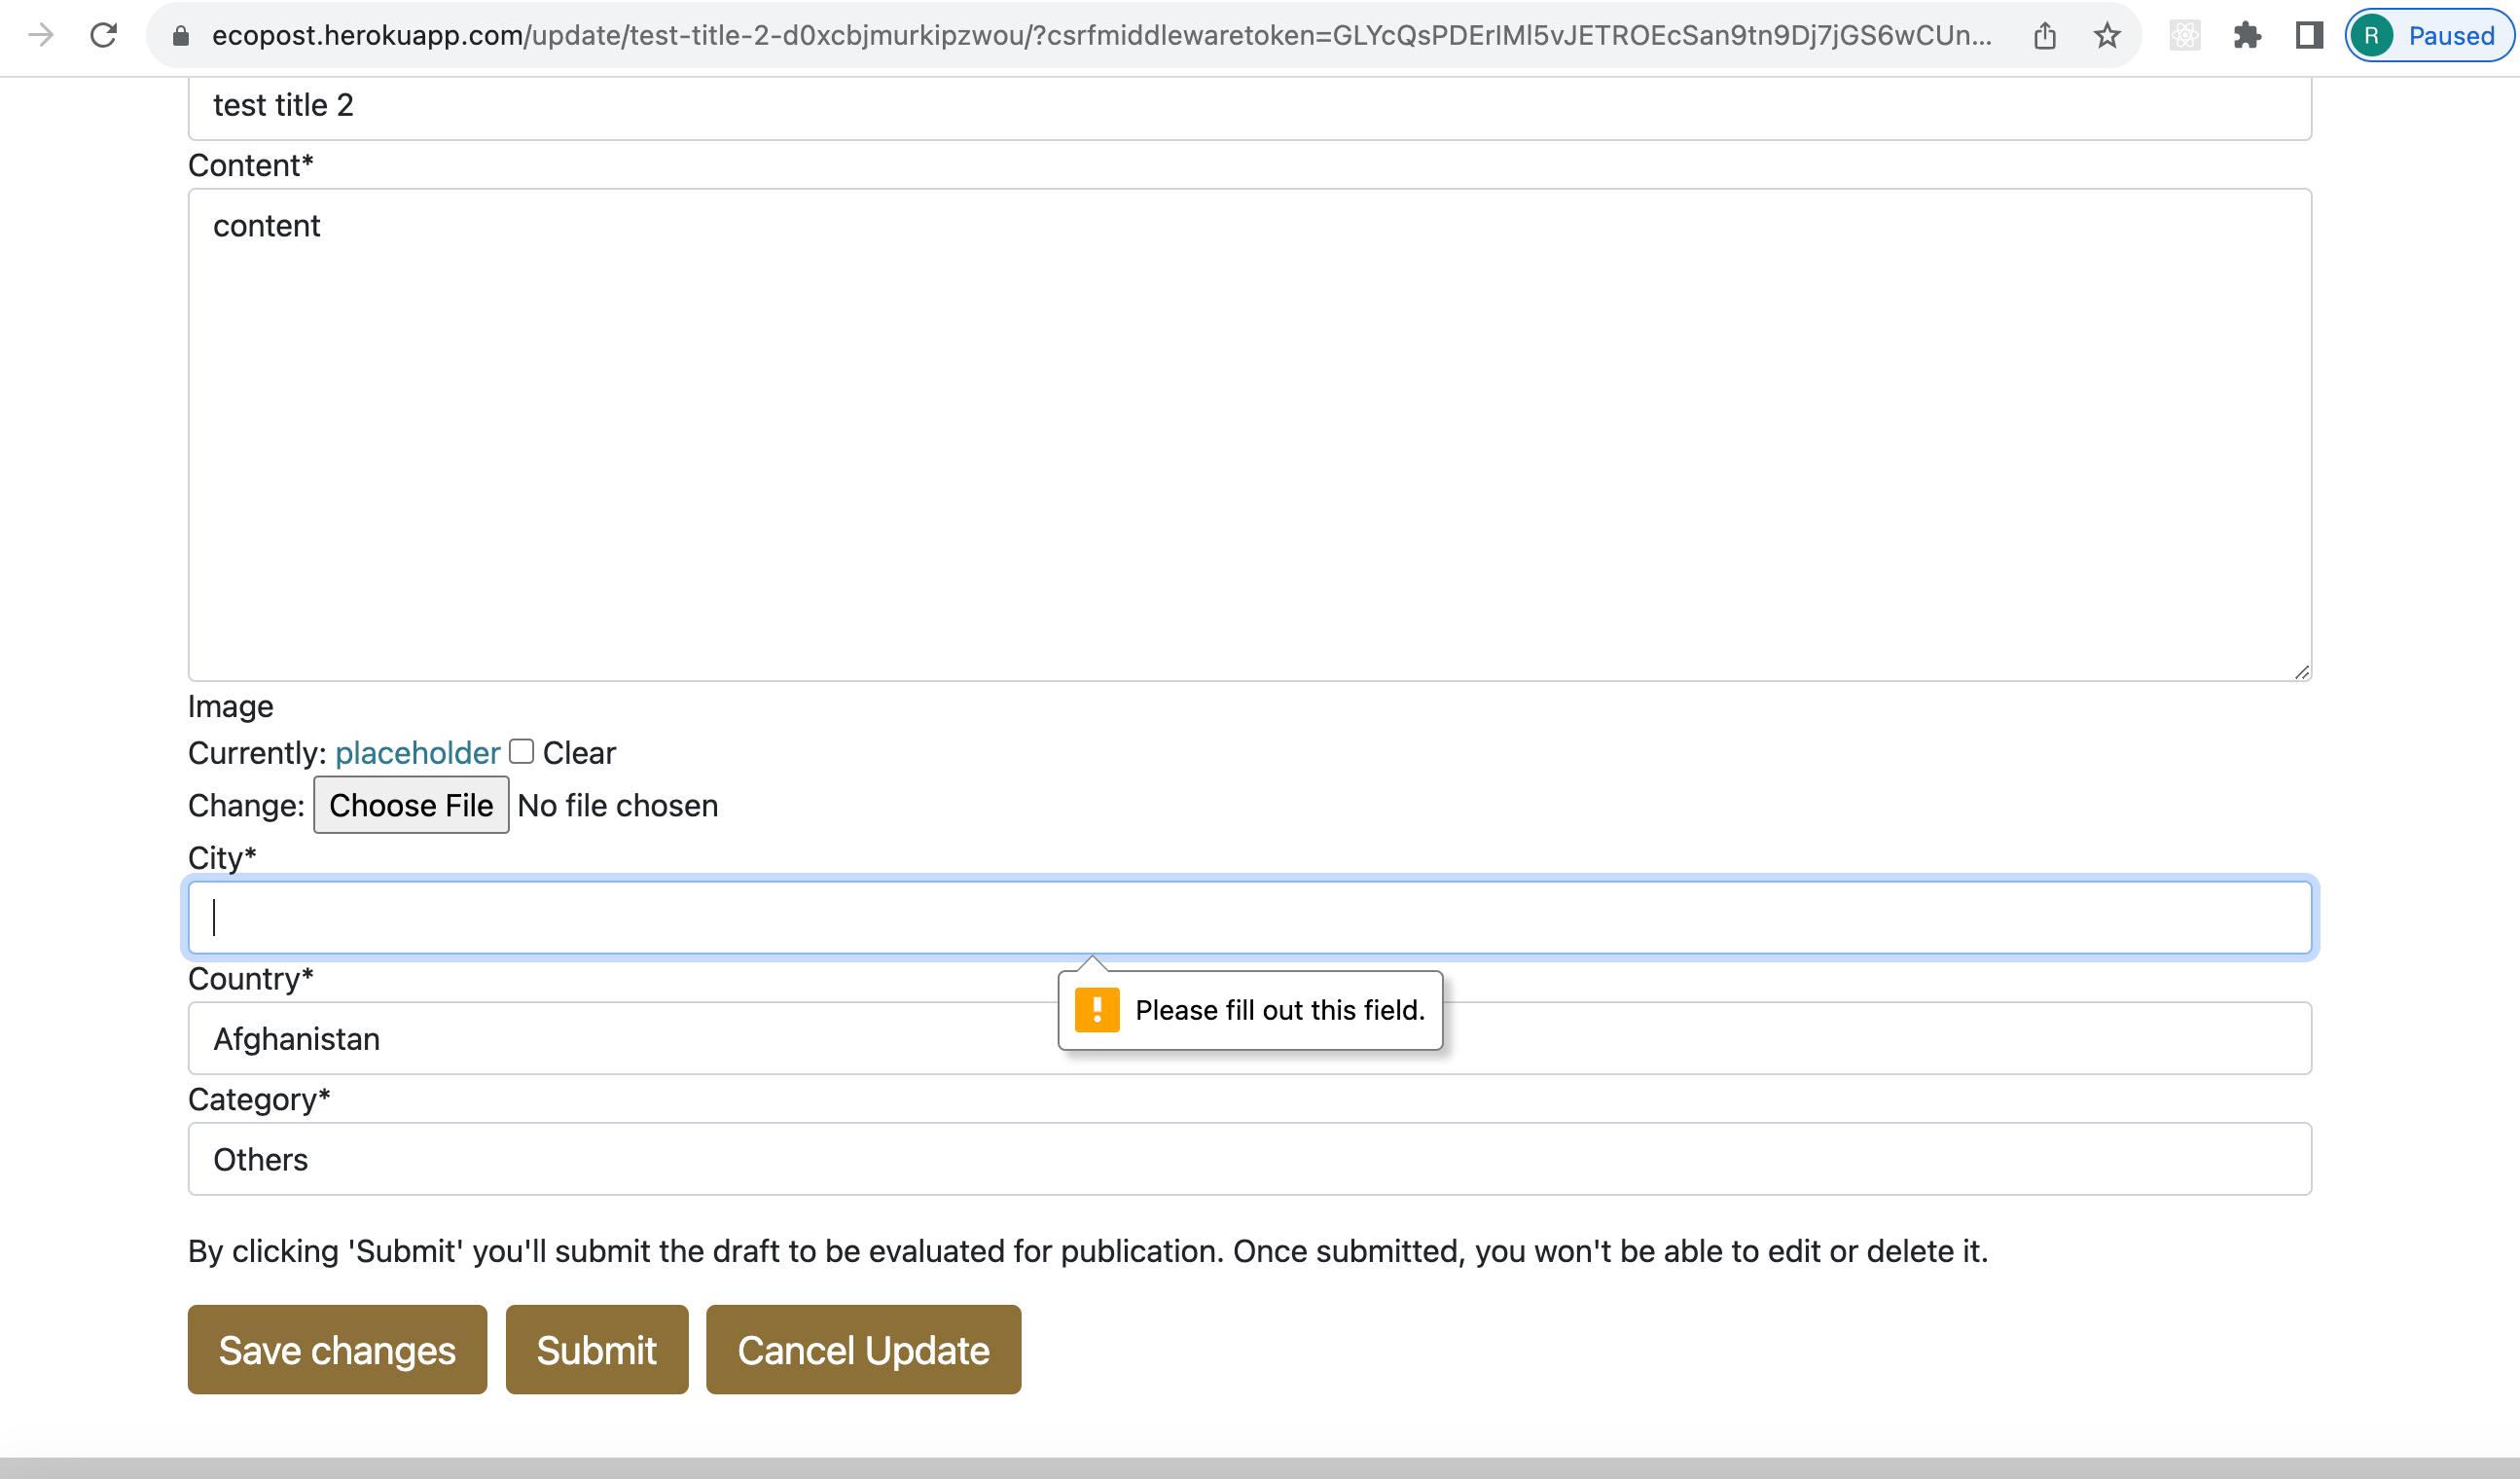 ecopost.herokuapp.com/update/test-title-2-d0xcbjmurkipzwou/?csrfmiddlewaretoken=GLYcQsPDErIMl5vJETROEcSan9tn9Dj7jGS6wCUn...
R Paused
test title 2
Content*
content
Image
Currently: placeholder Clear
Change: Choose File No file chosen
City*
Country*
Please fill out this field.
Afghanistan
Category*
Others
By clicking 'Submit' you'll submit the draft to be evaluated for publication. Once submitted, you won't be able to edit or delete it.
Save changes Submit Cancel Update